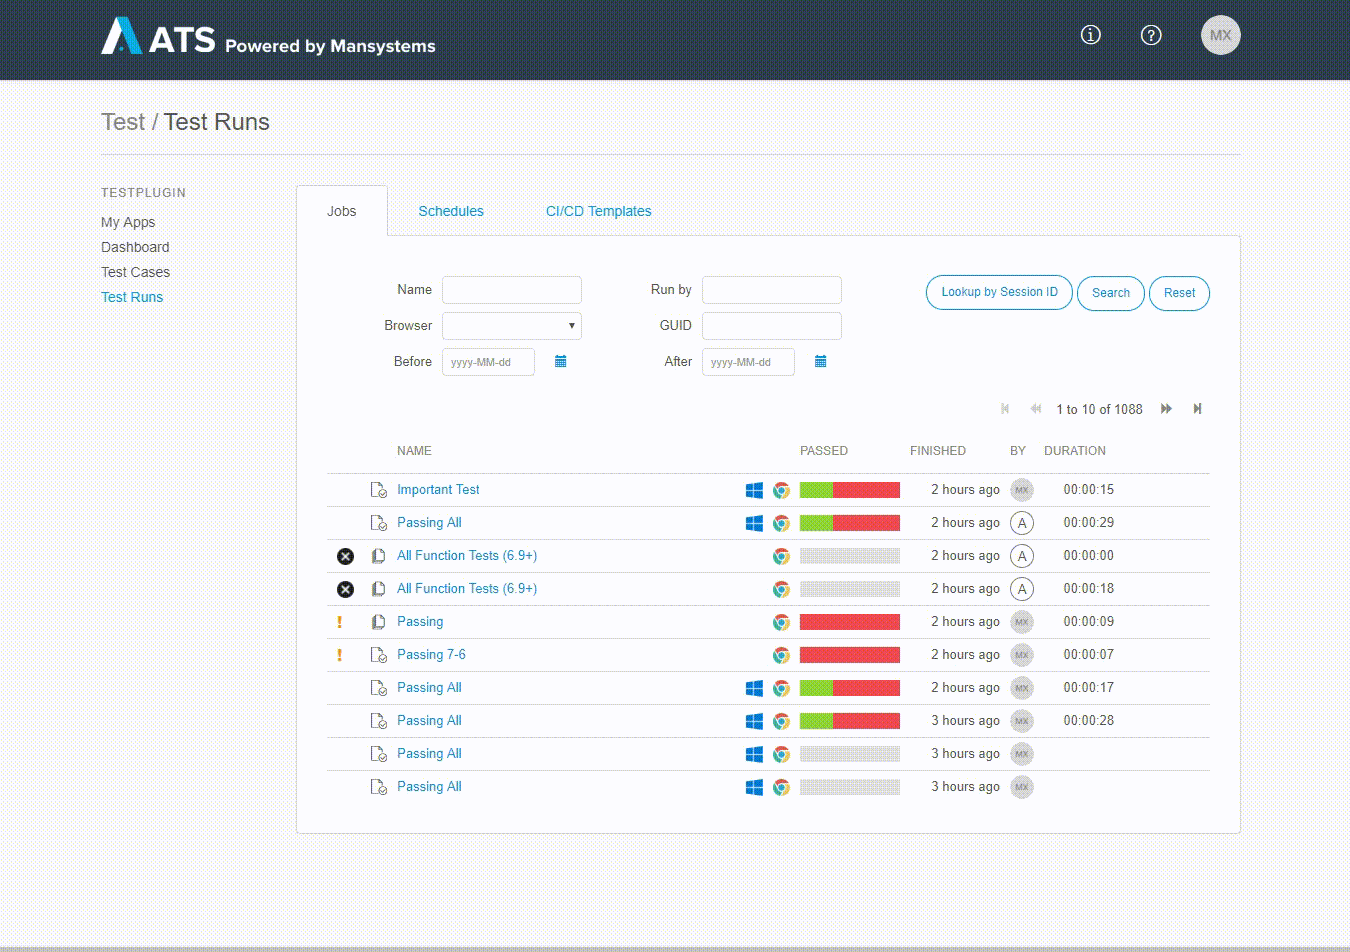 ATS Powered by Mansystems
MX
Test / Test Runs
TESTPLUGIN
My Apps
Dashboard
Test Cases
Test Runs
Jobs Schedules CI/CD Templates
Name Run by Lookup by Session ID Search Reset
Browser GUID
Before yyyy-MM-dd After yyyy-MM-dd
1 to 10 of 1088
NAME PASSED FINISHED BY DURATION
Important Test 2 hours ago MX 00:00:15
Passing All 2 hours ago A 00:00:29
All Function Tests (6.9+) 2 hours ago A 00:00:00
All Function Tests (6.9+) 2 hours ago A 00:00:18
Passing 2 hours ago MX 00:00:09
Passing 7-6 2 hours ago MX 00:00:07
Passing All 2 hours ago MX 00:00:17
Passing All 3 hours ago MX 00:00:28
Passing All 3 hours ago MX
Passing All 3 hours ago MX